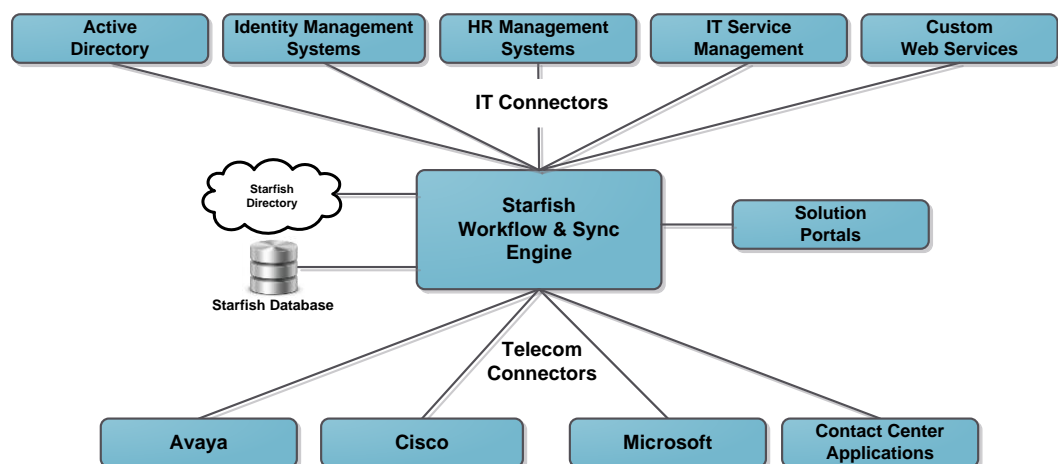 Active
Directory
Identity Management
Systems
HR Management
Systems
IT Service
Management
Custom
Web Services
IT Connectors
Starfish
Directory
Starfish
Workflow & Sync
Engine
Solution
Portals
Starfish Database
Telecom
Connectors
Avaya
Cisco
Microsoft
Contact Center
Applications